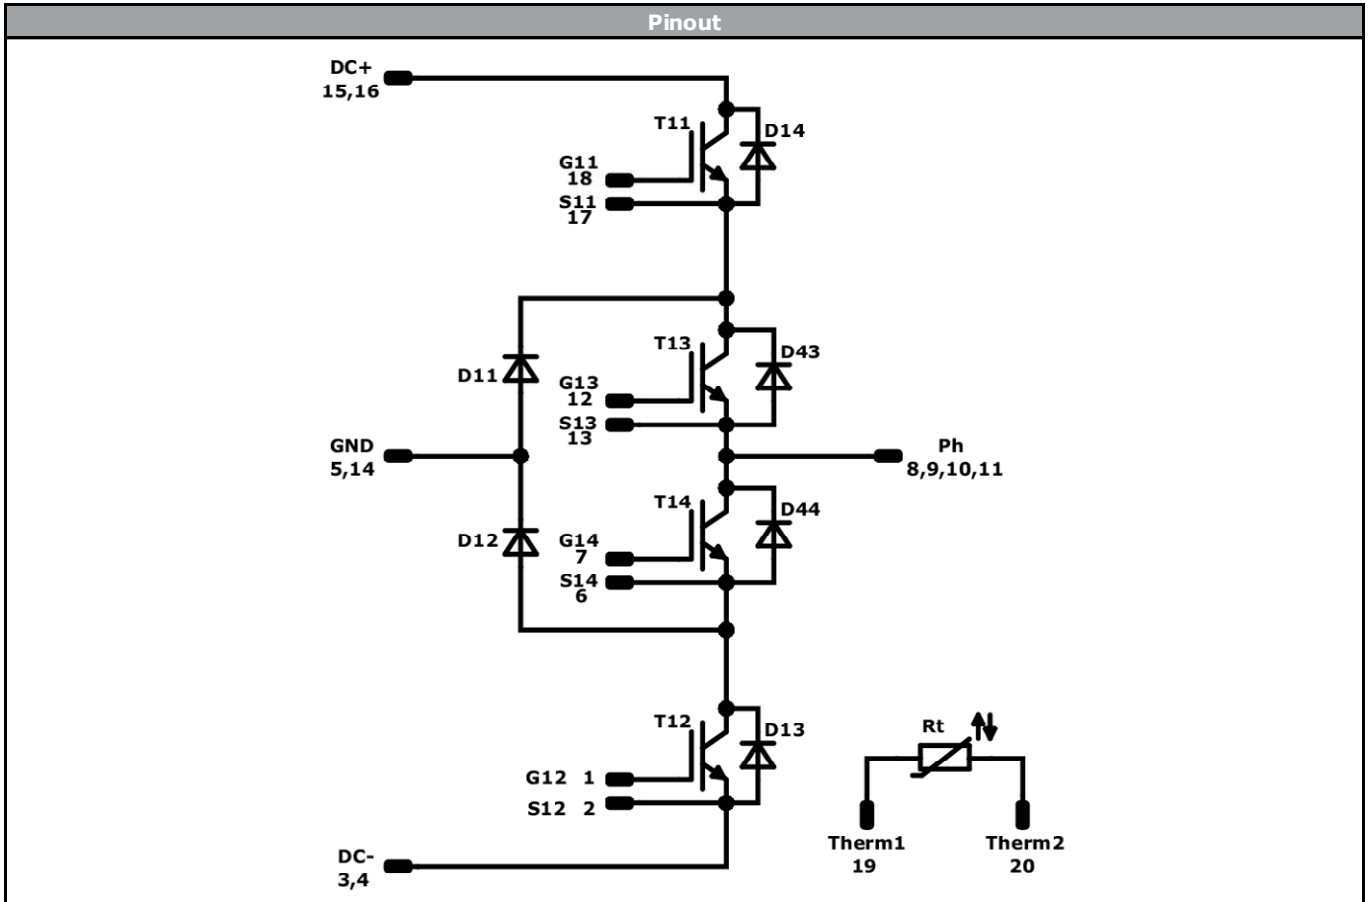 Pinout
DC+
15,16
T11
D14
G11
18
S11
17
T13
D43
D11
G13
12
S13
13
GND
5,14
Ph
8,9,10,11
T14
D44
D12
G14
7
S14
6
T12
D13
Rt
G12 1
S12 2
Therm1
19
Therm2
20
DC-
3,4